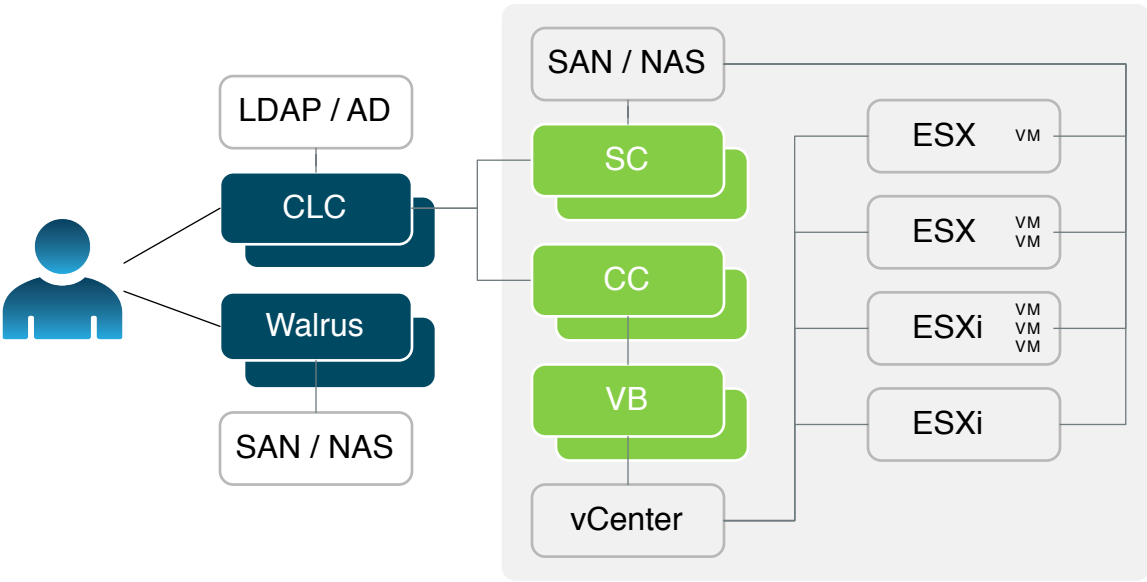 LDAP / AD
CLC
Walrus
SAN / NAS
SAN / NAS
SC
CC
VB
vCenter
ESX VM
ESX VM
VM
ESXi VM
VM
VM
ESXi